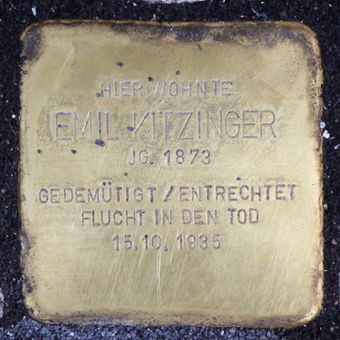 HIER WOHNTE
EMIL KITZINGER
JG. 1873
GEDEMÜTIGT / ENTRECHTET
FLUCHT IN DEN TOD
15.10. 1935